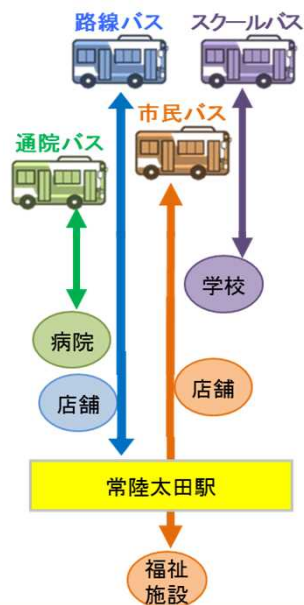 路線バス
スクールバス
通院バス
市民バス
学校
病院
店舗
店舗
常陸太田駅
福祉
施設